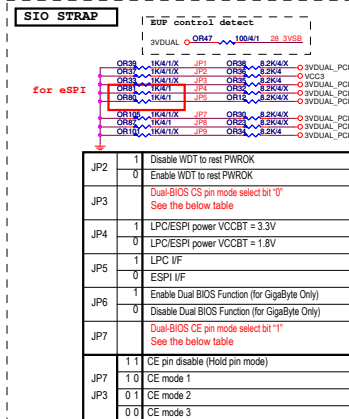 SIO STRAP
EUP control detect
3VDUAL OR47 100/4/1 28 3VSB
OR39 1K/4/1/X JP1 OR38 8.2K/4/X 3VDUAL_PCI
OR37 1K/4/1/X JP2 OR36 8.2K/4 VCC3
OR33 1K/4/1/X JP3 8.2K/4 3VDUAL_PCI
for eSPI
OR81 1K/4/1 JP4 OR32 8.2K/4/X 3VDUAL_PCI
OR80 1K/4/1 JP5 OR12 8.2K/4/X 3VDUAL_PCI
OR105 1K/4/1/X JP7 OR30 8.2K/4/X 3VDUAL_PCI
OR87 1K/4/1 JP8 OR23 8.2K/4/X 3VDUAL_PCI
OR101 1K/4/1/X JP9 OR34 8.2K/4 3VDUAL_PCI
JP2 1 Disable WDT to rest PWROK
0 Enable WDT to rest PWROK
JP3 Dual-BIOS CS pin mode select bit "0"
See the below table
JP4 1 LPC/ESPI power VCCBT = 3.3V
0 LPC/ESPI power VCCBT = 1.8V
JP5 1 LPC I/F
0 ESPI I/F
JP6 1 Enable Dual BIOS Function (for GigaByte Only)
0 Disable Dual BIOS Function (for GigaByte Only)
JP7 Dual-BIOS CE pin mode select bit "1"
See the below table
JP7 JP3 1 1 CE pin disable (Hold pin mode)
1 0 CE mode 1
0 1 CE mode 2
0 0 CE mode 3